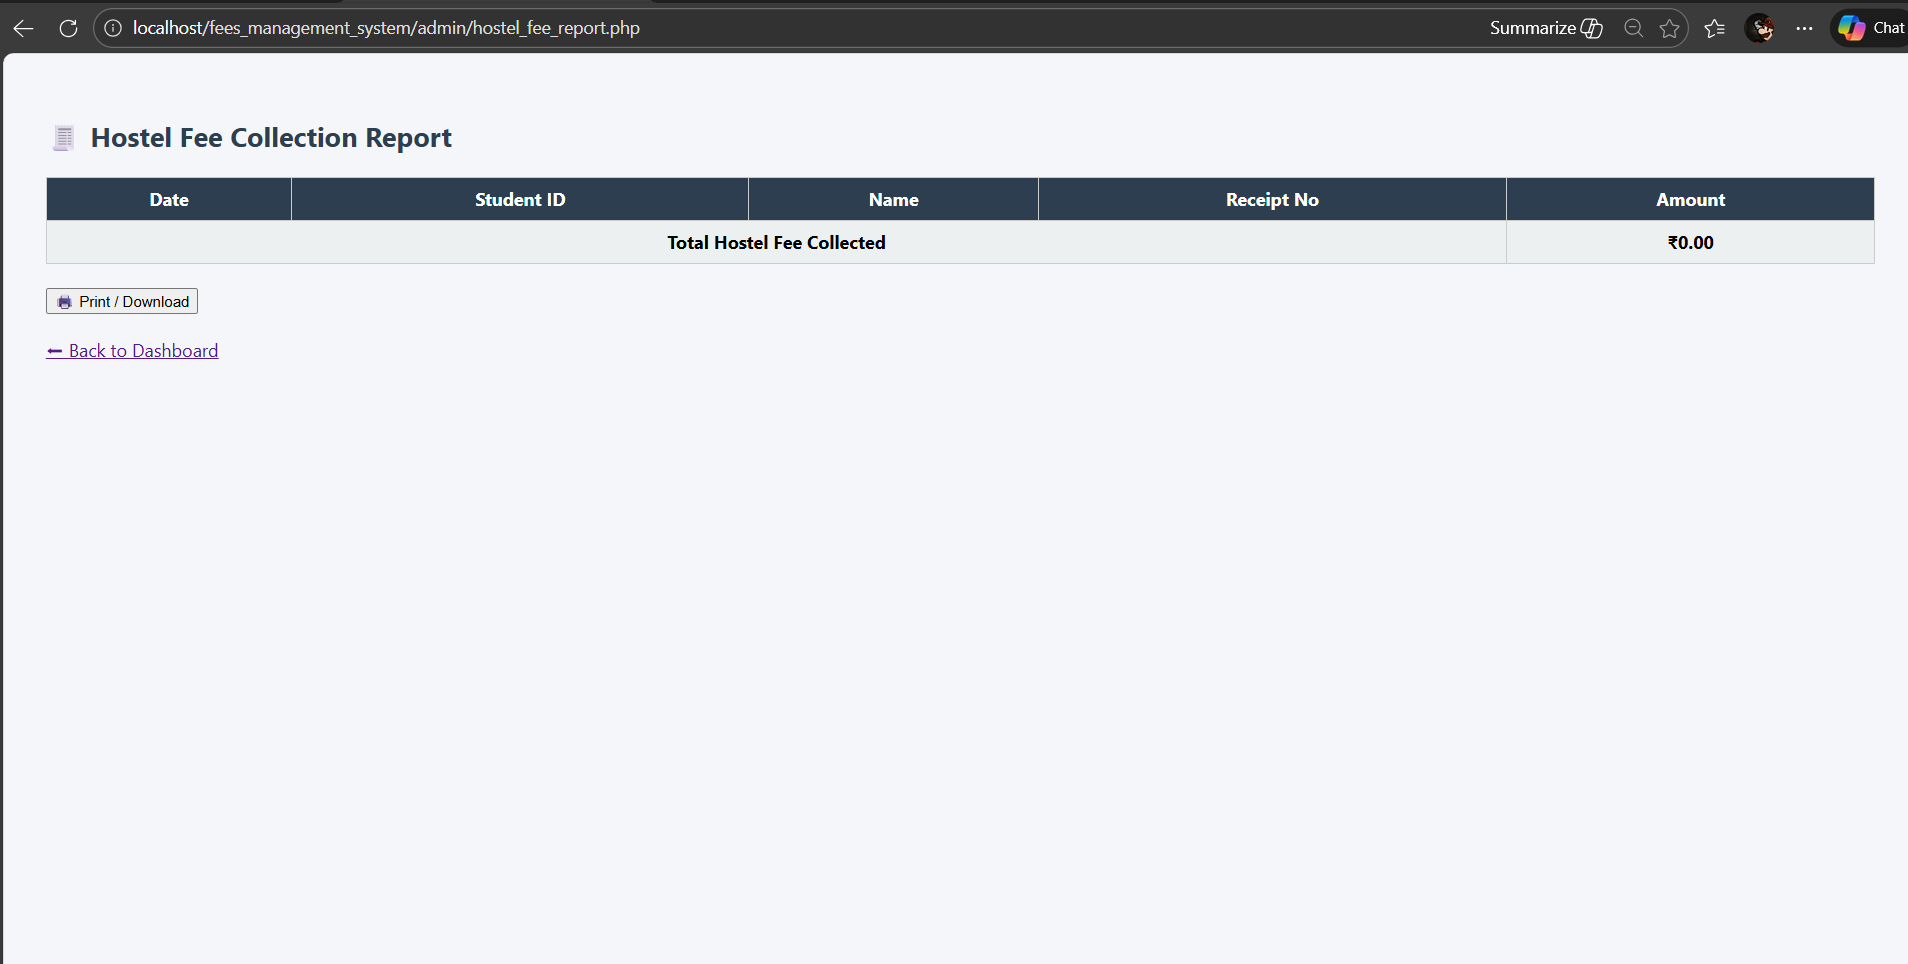 localhost/fees_management_system/admin/hostel_fee_report.php
Summarize
Chat
Hostel Fee Collection Report
Date Student ID Name Receipt No Amount
Total Hostel Fee Collected ₹0.00
Print / Download
← Back to Dashboard